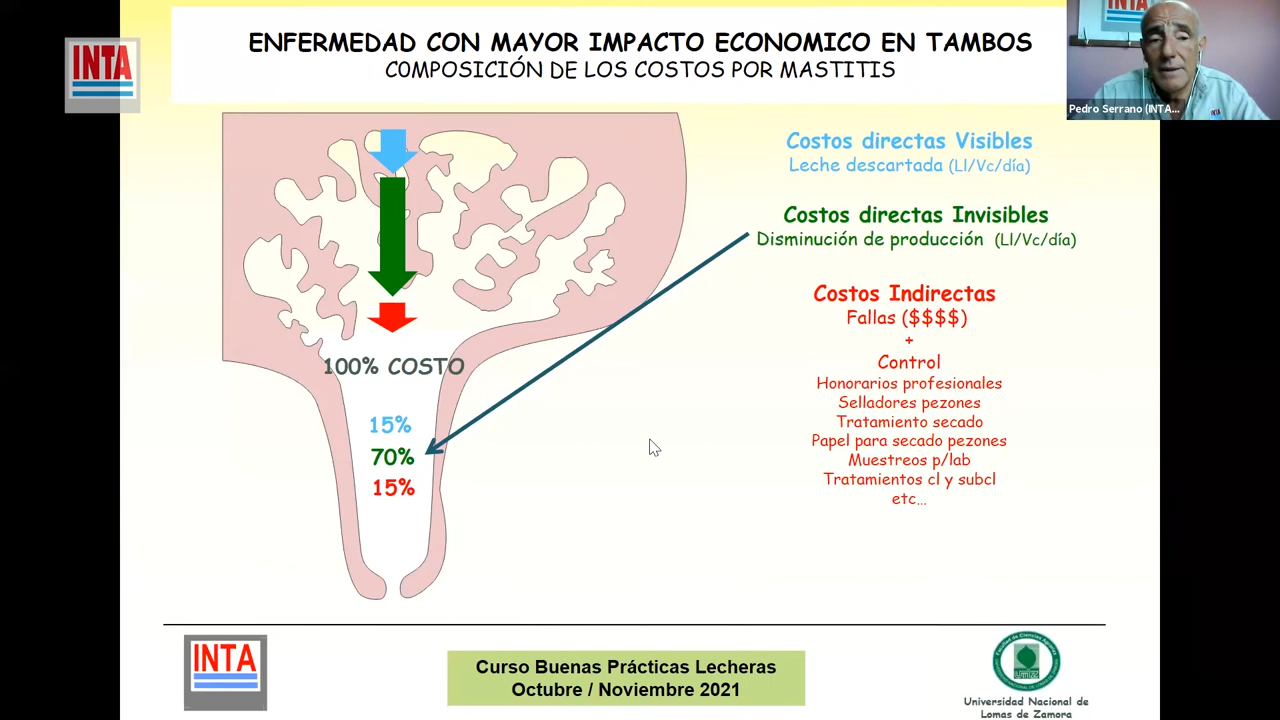 INTA
ENFERMEDAD CON MAYOR IMPACTO ECONOMICO EN TAMBOS
C0MPOSICIÓN DE LOS COSTOS POR MASTITIS
INTA
Pedro Serrano (INTA...
INTA
Costos directas Visibles
Leche descartada (Ll/Vc/día)
Costos directas Invisibles
Disminución de producción (Ll/Vc/día)
Costos Indirectas
Fallas ($$$$)
+
Control
Honorarios profesionales
Selladores pezones
Tratamiento secado
Papel para secado pezones
Muestreos p/lab
Tratamientos cl y subcl
etc…
100% COSTO
15%
70%
15%
INTA
Curso Buenas Prácticas Lecheras
Octubre / Noviembre 2021
Universidad Nacional de
Lomas de Zamora